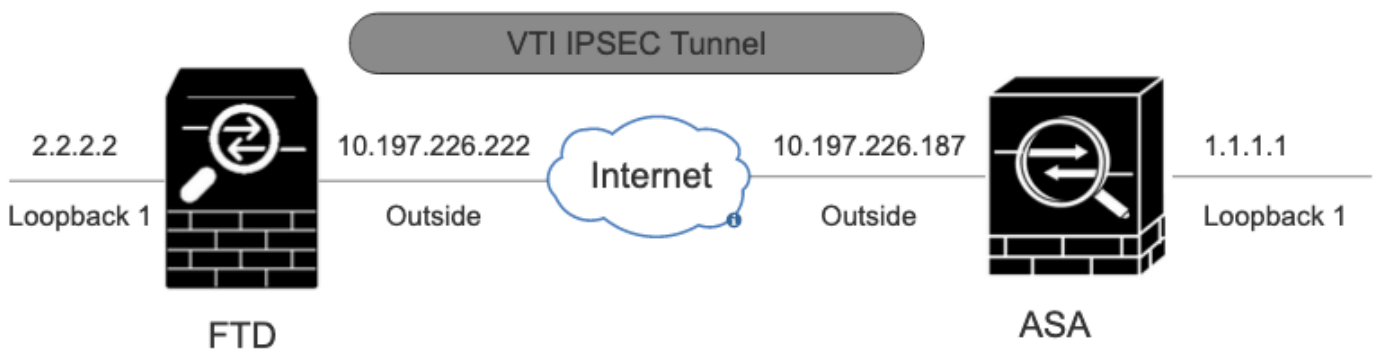 VTI IPSEC Tunnel
2.2.2.2
10.197.226.222
10.197.226.187
1.1.1.1
Internet
Loopback 1
Outside
Outside
Loopback 1
FTD
ASA